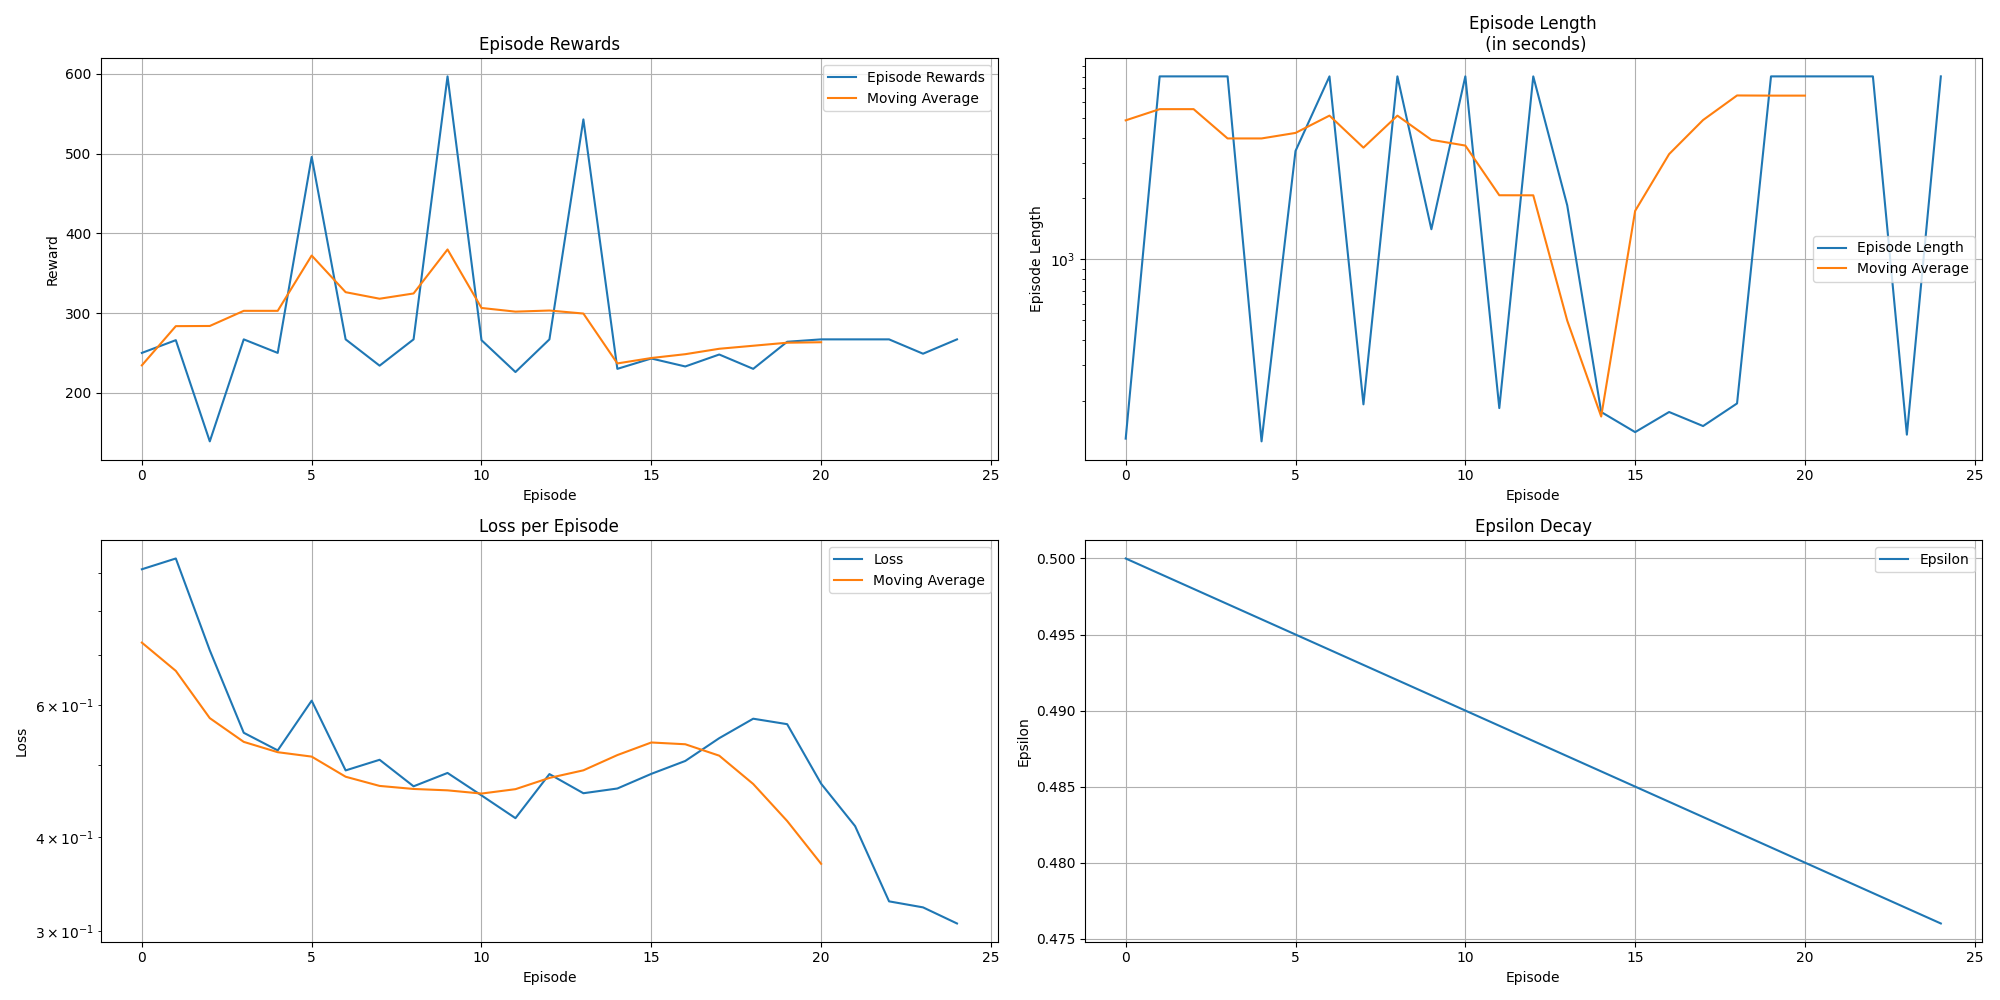 Episode Rewards
600
500
400
300
200
Reward
0 5 10 15 20 25
Episode
Episode Rewards
Moving Average
Episode Length
(in seconds)
10³
Episode Length
0 5 10 15 20 25
Episode
Episode Length
Moving Average
Loss per Episode
6 × 10⁻¹
4 × 10⁻¹
3 × 10⁻¹
Loss
0 5 10 15 20 25
Episode
Loss
Moving Average
Epsilon Decay
0.500
0.495
0.490
0.485
0.480
0.475
Epsilon
0 5 10 15 20 25
Episode
Epsilon